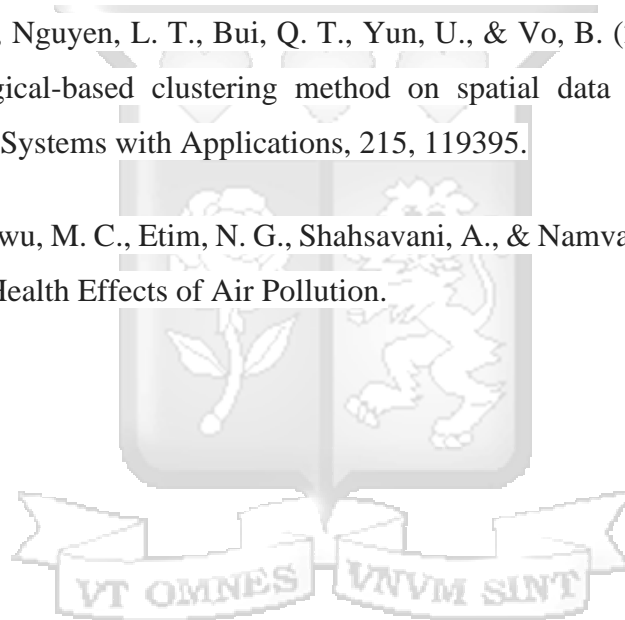 , Nguyen, L. T., Bui, Q. T., Yun, U., & Vo, B. (
gical-based clustering method on spatial data
Systems with Applications, 215, 119395.
wu, M. C., Etim, N. G., Shahsavani, A., & Namva
Health Effects of Air Pollution.
VT OMNES VNVM SINT